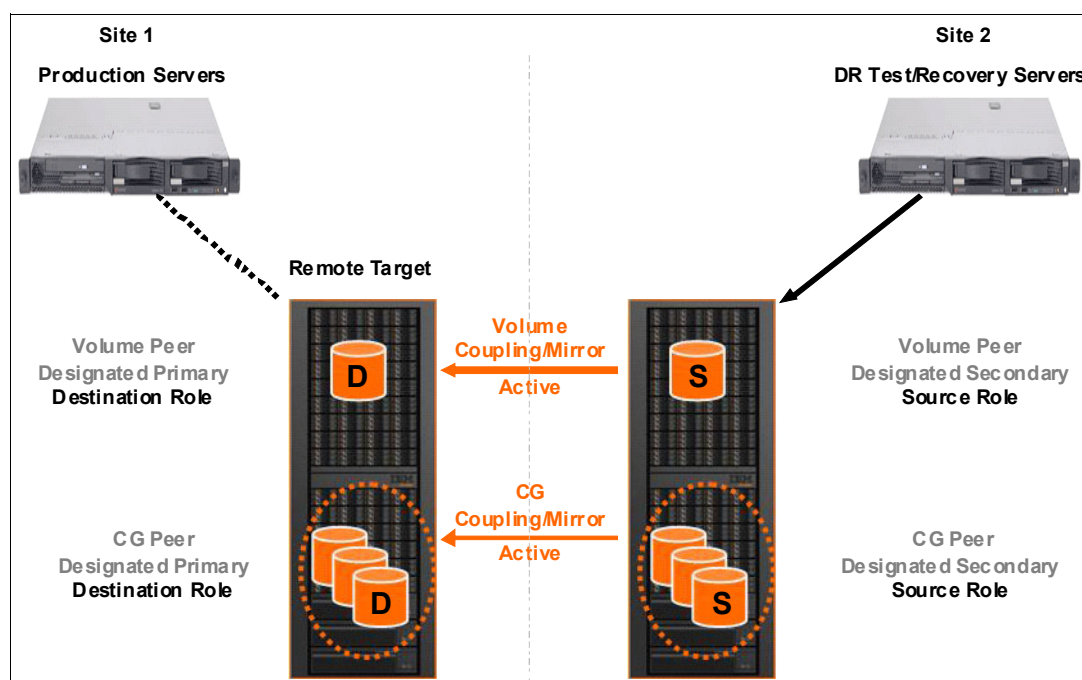 Site 1
Site 2
Production Servers
DR Test/Recovery Servers
Remote Target
Volume Peer
Designated Primary
Destination Role
D
Volume
Coupling/Mirror
Active
S
Volume Peer
Designated Secondary
Source Role
IBM
CG Peer
Designated Primary
Destination Role
D
CG
Coupling/Mirror
Active
S
CG Peer
Designated Secondary
Source Role
IBM